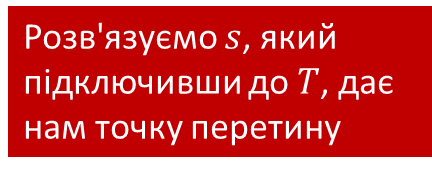 Розв'язуємо s, який
підключивши до T, дає
нам точку перетину